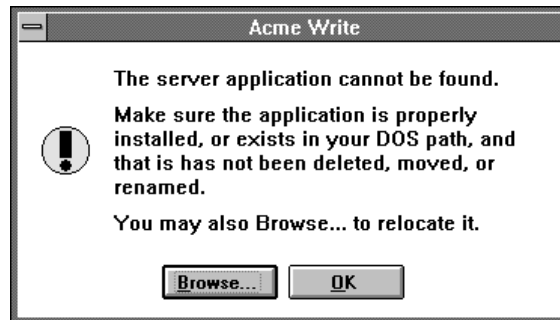 Acme Write
The server application cannot be found.
Make sure the application is properly
installed, or exists in your DOS path, and
that is has not been deleted, moved, or
renamed.
You may also Browse... to relocate it.
Browse... OK